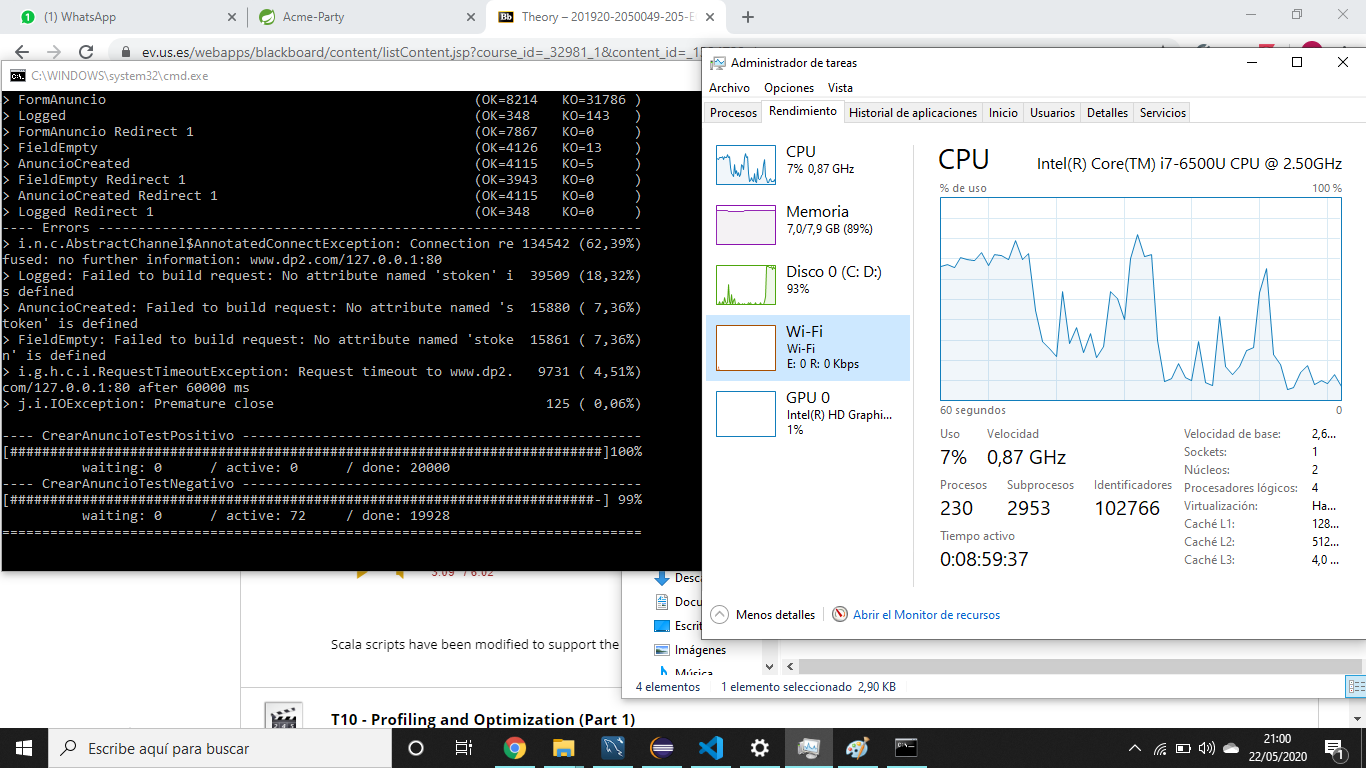 (1) WhatsApp
Acme-Party
Theory – 201920-2050049-205-E
ev.us.es/webapps/blackboard/content/listContent.jsp?course_id=_32981_1&content_id=_1
C:\WINDOWS\system32\cmd.exe
> FormAnuncio (OK=8214 KO=31786 )
> Logged (OK=348 KO=143 )
> FormAnuncio Redirect 1 (OK=7867 KO=0 )
> FieldEmpty (OK=4126 KO=13 )
> AnuncioCreated (OK=4115 KO=5 )
> FieldEmpty Redirect 1 (OK=3943 KO=0 )
> AnuncioCreated Redirect 1 (OK=4115 KO=0 )
> Logged Redirect 1 (OK=348 KO=0 )
---- Errors --------------------------------------------------------------------
> i.n.c.AbstractChannel$AnnotatedConnectException: Connection re 134542 (62,39%)
fused: no further information: www.dp2.com/127.0.0.1:80
> Logged: Failed to build request: No attribute named 'stoken' i 39509 (18,32%)
s defined
> AnuncioCreated: Failed to build request: No attribute named 's 15880 ( 7,36%)
token' is defined
> FieldEmpty: Failed to build request: No attribute named 'stoke 15861 ( 7,36%)
n' is defined
> i.g.h.c.i.RequestTimeoutException: Request timeout to www.dp2. 9731 ( 4,51%)
com/127.0.0.1:80 after 60000 ms
> j.i.IOException: Premature close 125 ( 0,06%)
---- CrearAnuncioTestPositivo --------------------------------------------------
[##########################################################################]100%
waiting: 0 / active: 0 / done: 20000
---- CrearAnuncioTestNegativo --------------------------------------------------
[#########################################################################-] 99%
waiting: 0 / active: 72 / done: 19928
================================================================================
Administrador de tareas
Archivo Opciones Vista
Procesos Rendimiento Historial de aplicaciones Inicio Usuarios Detalles Servicios
CPU
7% 0,87 GHz
Memoria
7,0/7,9 GB (89%)
Disco 0 (C: D:)
93%
Wi-Fi
Wi-Fi
E: 0 R: 0 Kbps
GPU 0
Intel(R) HD Graphi...
1%
CPU Intel(R) Core(TM) i7-6500U CPU @ 2.50GHz
% de uso 100 %
60 segundos 0
Uso Velocidad
7% 0,87 GHz
Procesos Subprocesos Identificadores
230 2953 102766
Tiempo activo
0:08:59:37
Velocidad de base: 2,6...
Sockets: 1
Núcleos: 2
Procesadores lógicos: 4
Virtualización: Ha...
Caché L1: 128...
Caché L2: 512...
Caché L3: 4,0 ...
Menos detalles Abrir el Monitor de recursos
3:09 / 6:02
Scala scripts have been modified to support the
Desca
Docu
Escrit
Imágenes
Música
4 elementos 1 elemento seleccionado 2,90 KB
T10 - Profiling and Optimization (Part 1)
Escribe aquí para buscar
21:00
22/05/2020
1